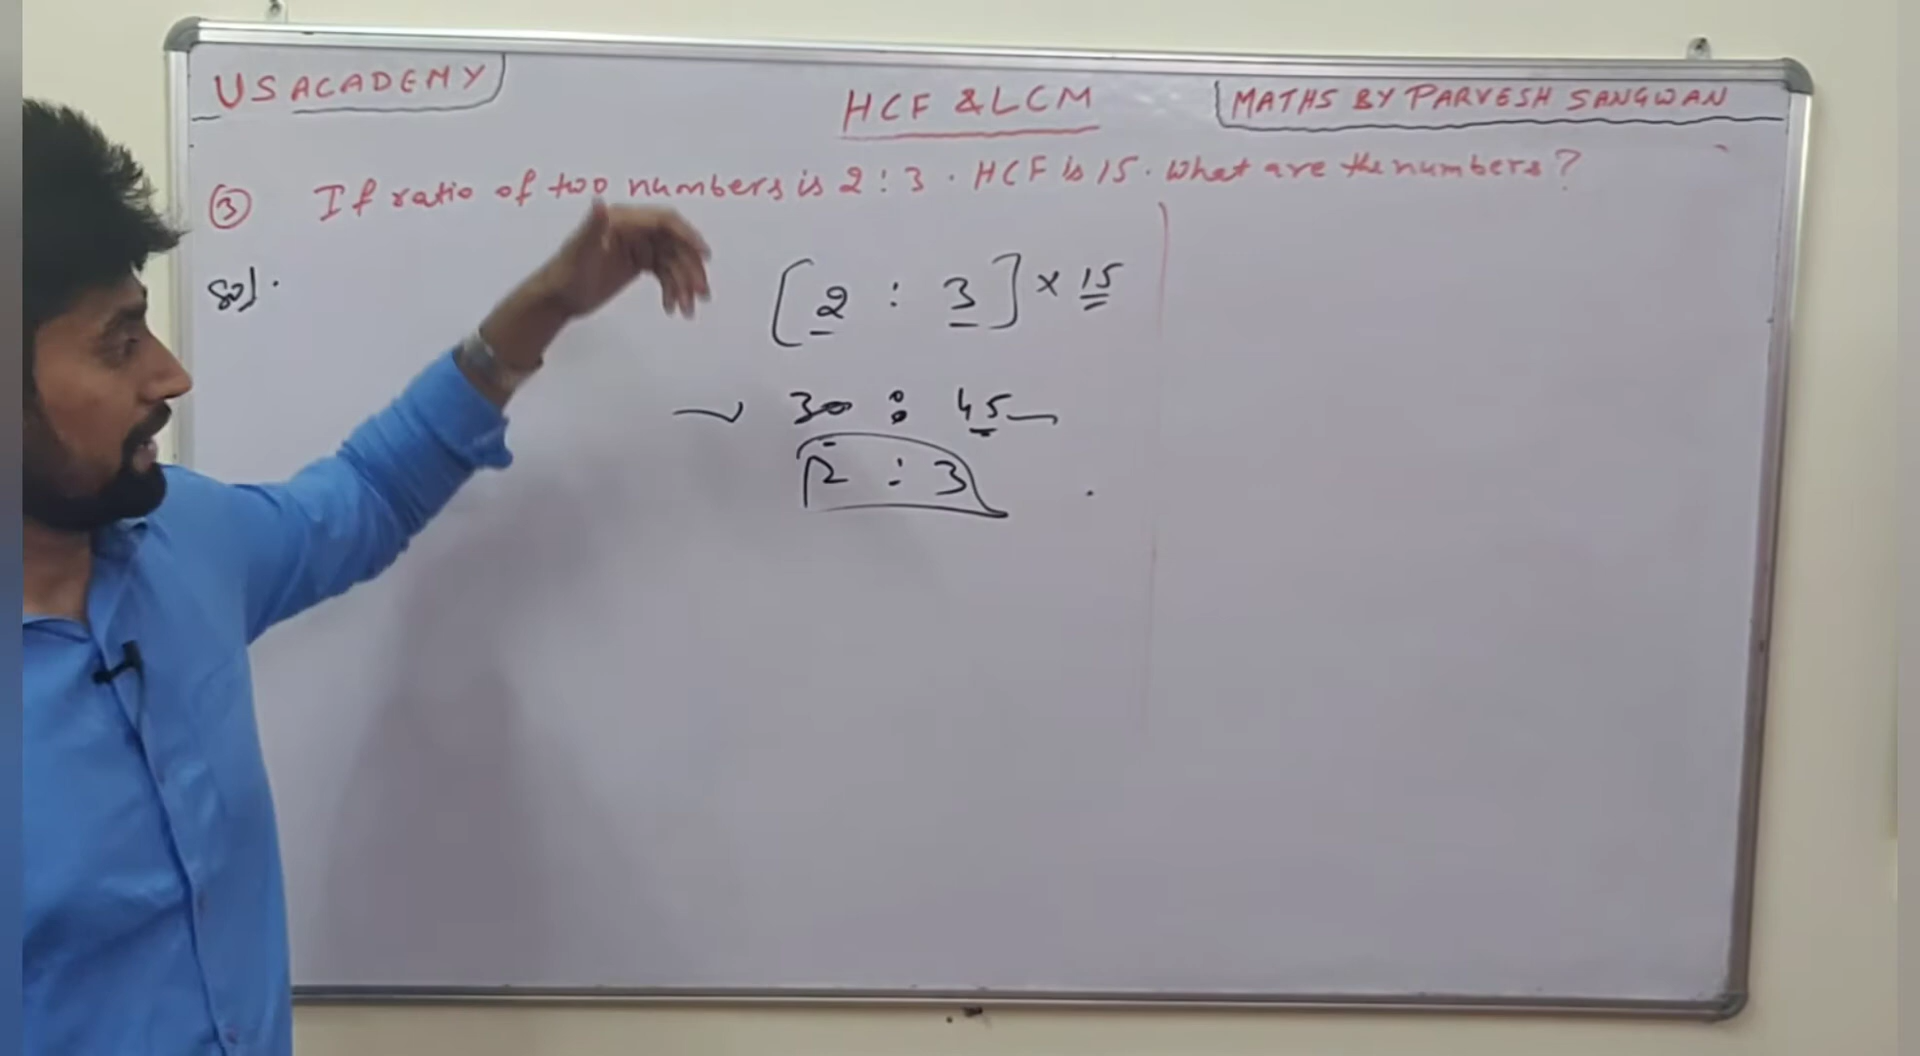 US ACADEMY
HCF & LCM
MATHS BY PARVESH SANGWAN
③ If ratio of two numbers is 2 : 3 . HCF is 15 . What are the numbers ?
Sol .
[ 2 : 3 ] × 15
30 : 45
2 : 3